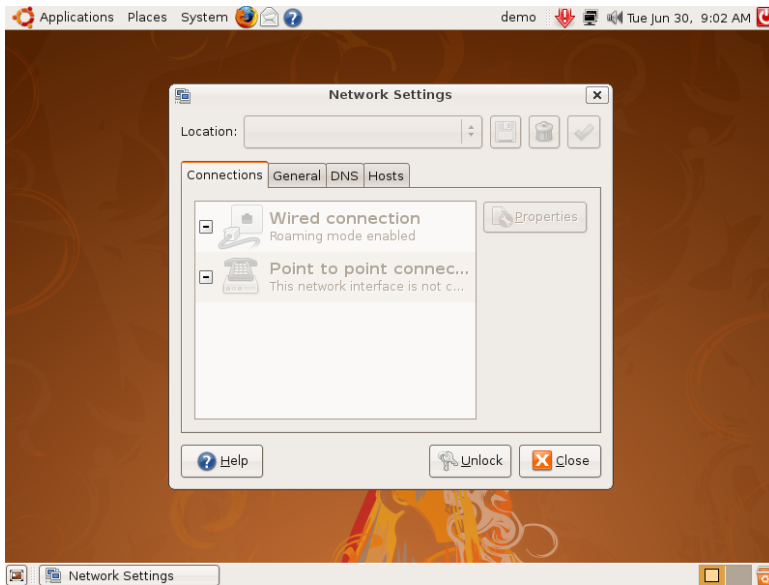 Applications Places System demo Tue Jun 30, 9:02 AM
Network Settings
Location:
Connections General DNS Hosts
Wired connection
Roaming mode enabled
Properties
Point to point connec...
This network interface is not c...
Help Unlock Close
Network Settings